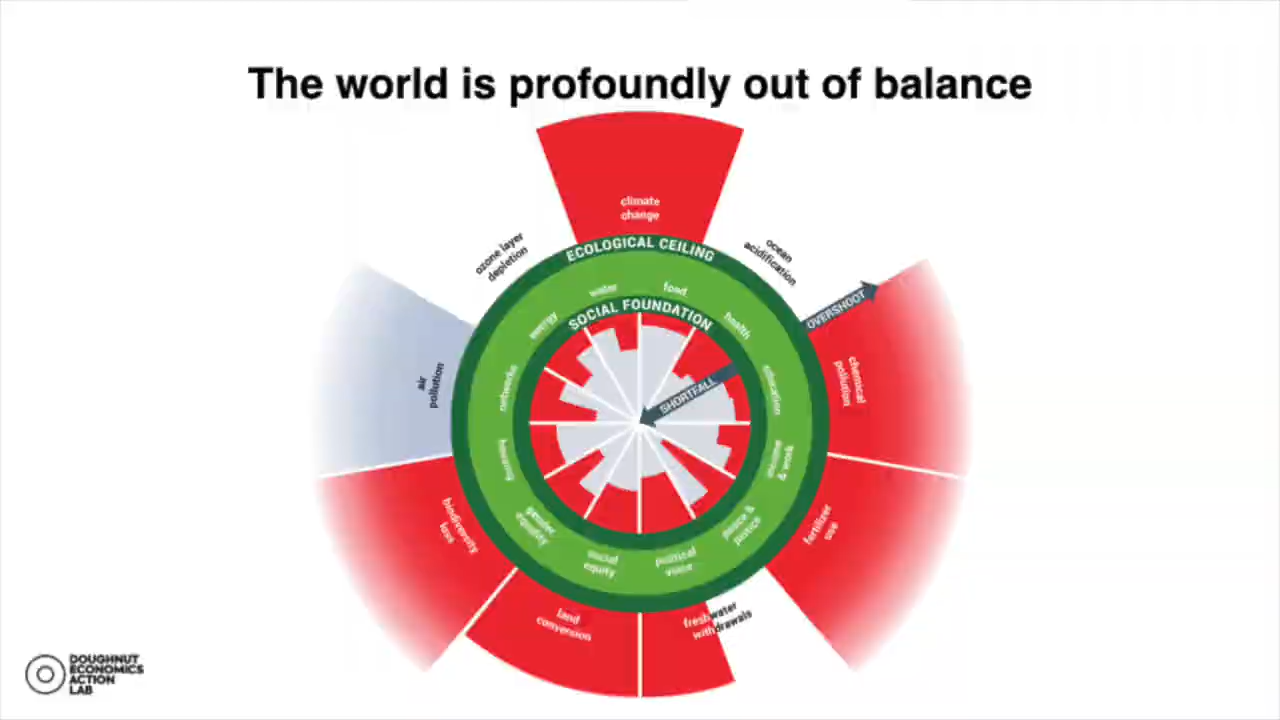 The world is profoundly out of balance
climate
change
ozone layer
depletion
ocean
acidification
ECOLOGICAL CEILING
OVERSHOOT
water
food
SOCIAL FOUNDATION
energy
health
networks
education
SHORTFALL
air
pollution
chemical
pollution
housing
income
& work
gender
equality
peace &
justice
social
equity
political
voice
biodiversity
loss
fertilizer
use
land
conversion
freshwater
withdrawals
DOUGHNUT
ECONOMICS
ACTION
LAB